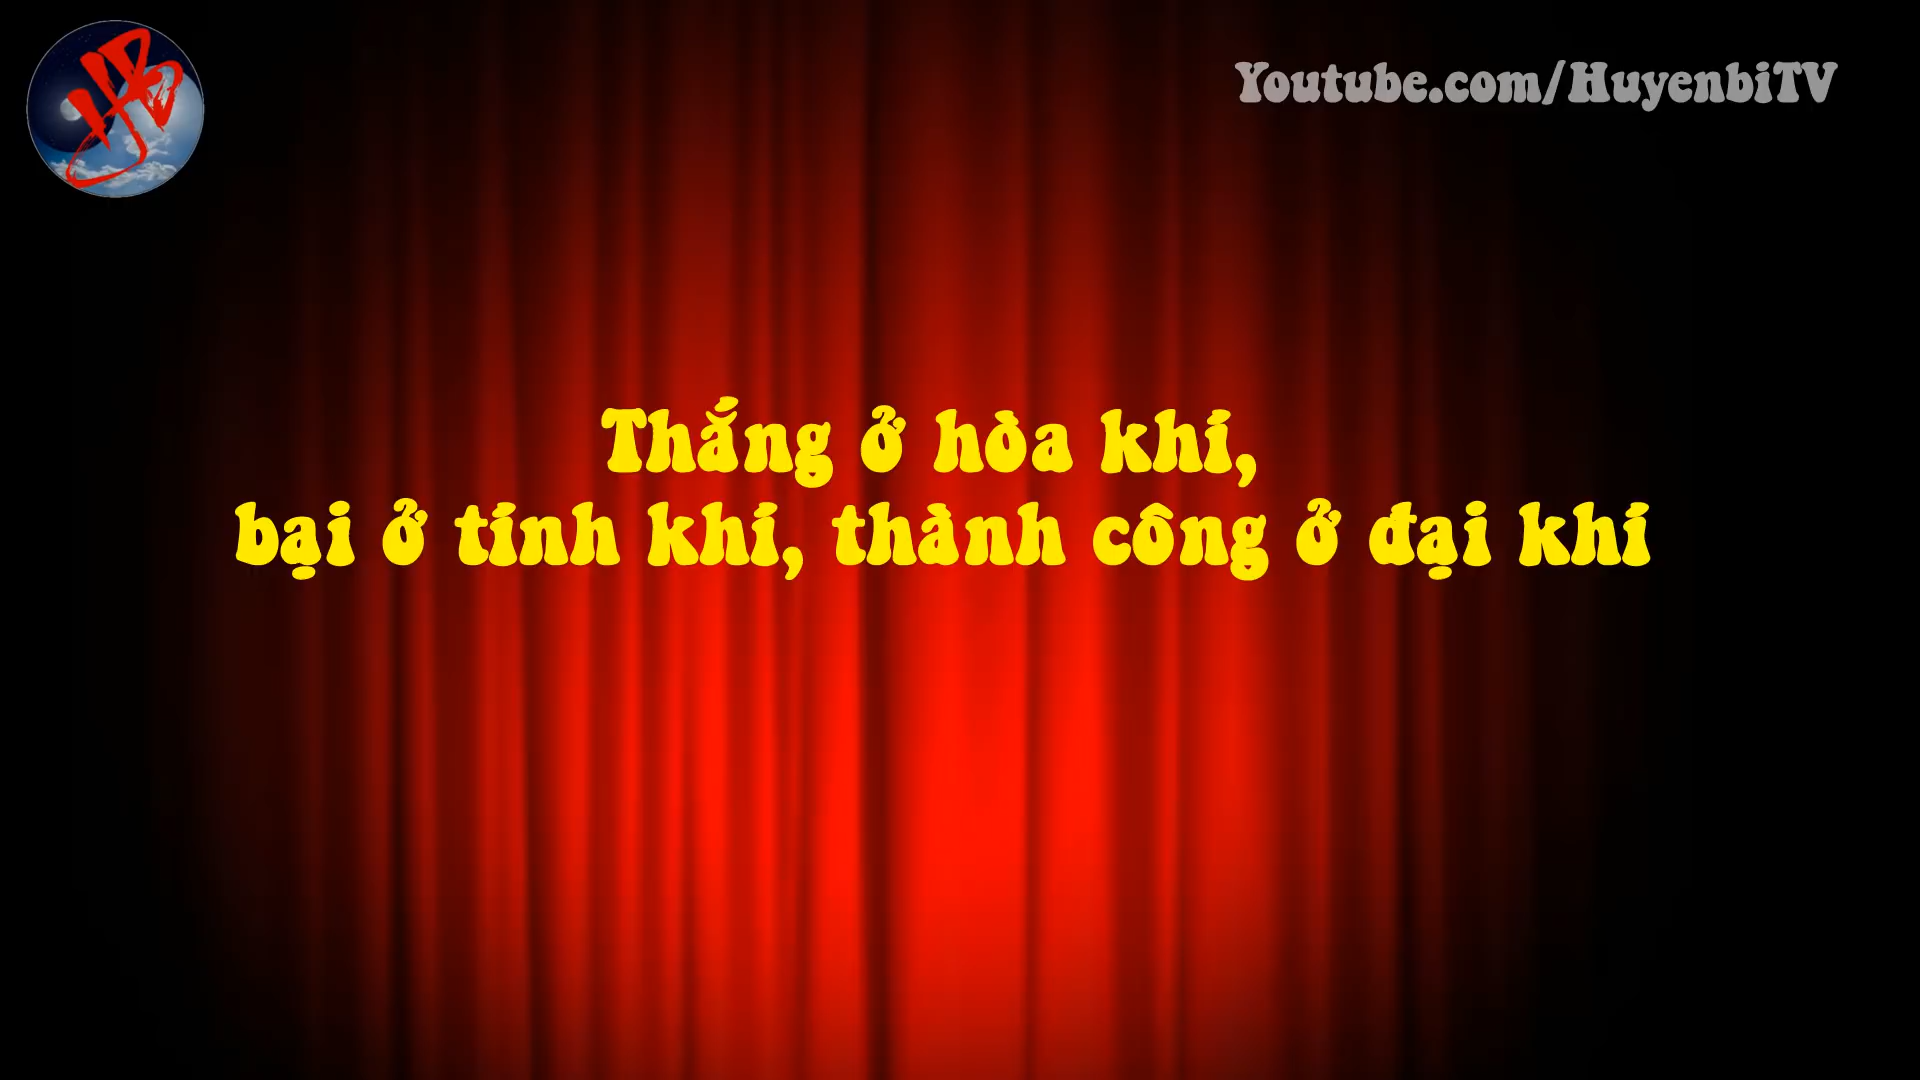 Youtube.com/HuyenbiTV
Thắng ở hòa khí,
bại ở tính khí, thành công ở đại khí